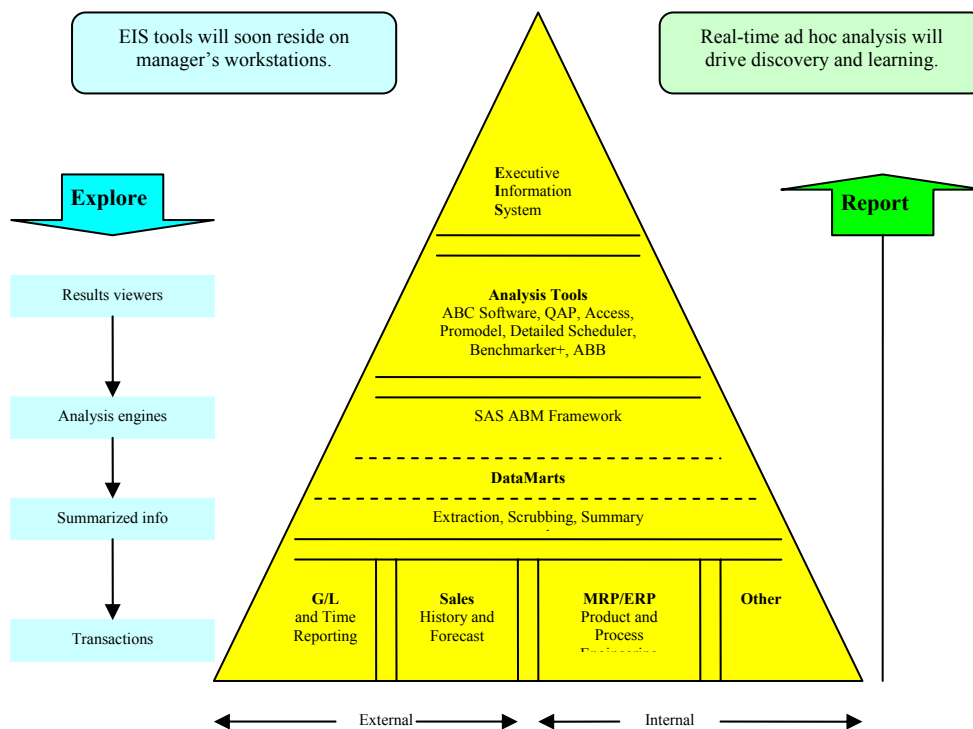 EIS tools will soon reside on
manager's workstations.
Real-time ad hoc analysis will
drive discovery and learning.
Explore
Executive
Information
System
Report
Results viewers
Analysis Tools
ABC Software, QAP, Access,
Promodel, Detailed Scheduler,
Benchmarker+, ABB
Analysis engines
SAS ABM Framework
DataMarts
Summarized info
Extraction, Scrubbing, Summary
G/L
and Time
Reporting
Sales
History and
Forecast
MRP/ERP
Product and
Process
Engineering
Other
Transactions
External
Internal